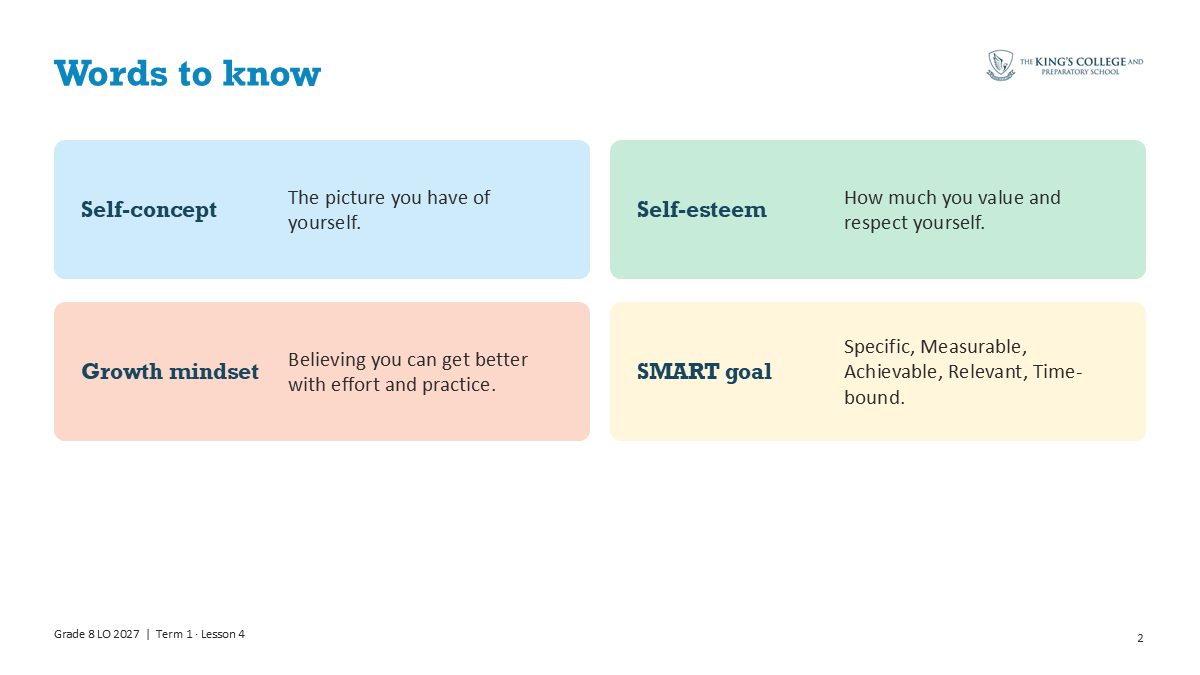 Words to know
THE KING'S COLLEGE AND
PREPARATORY SCHOOL
Self-concept
The picture you have of
yourself.
Self-esteem
How much you value and
respect yourself.
Growth mindset
Believing you can get better
with effort and practice.
SMART goal
Specific, Measurable,
Achievable, Relevant, Time-
bound.
Grade 8 LO 2027 | Term 1 · Lesson 4
2